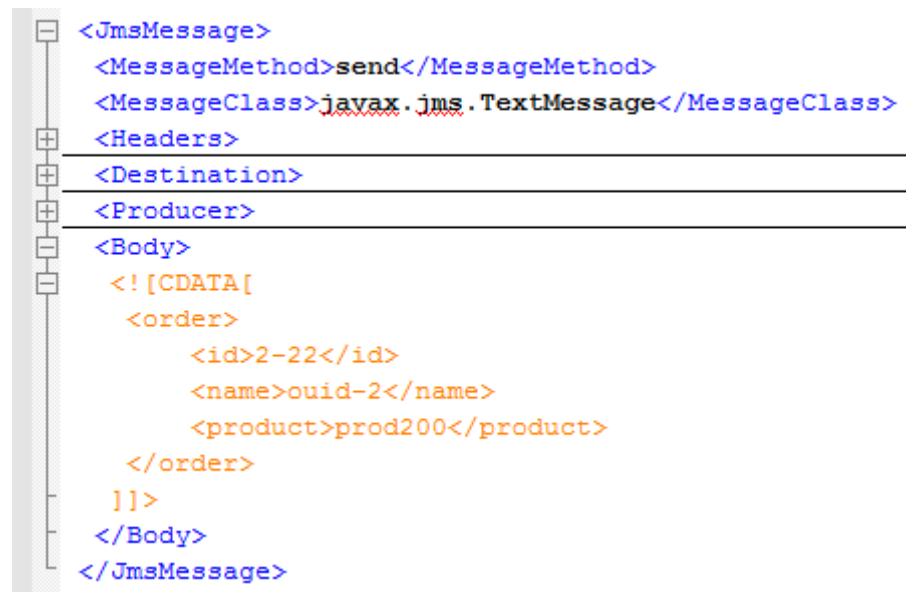 <JmsMessage>
<MessageMethod>send</MessageMethod>
<MessageClass>javax.jms.TextMessage</MessageClass>
<Headers>
<Destination>
<Producer>
<Body>
<![CDATA[
<order>
<id>2-22</id>
<name>ouid-2</name>
<product>prod200</product>
</order>
]]>
</Body>
</JmsMessage>